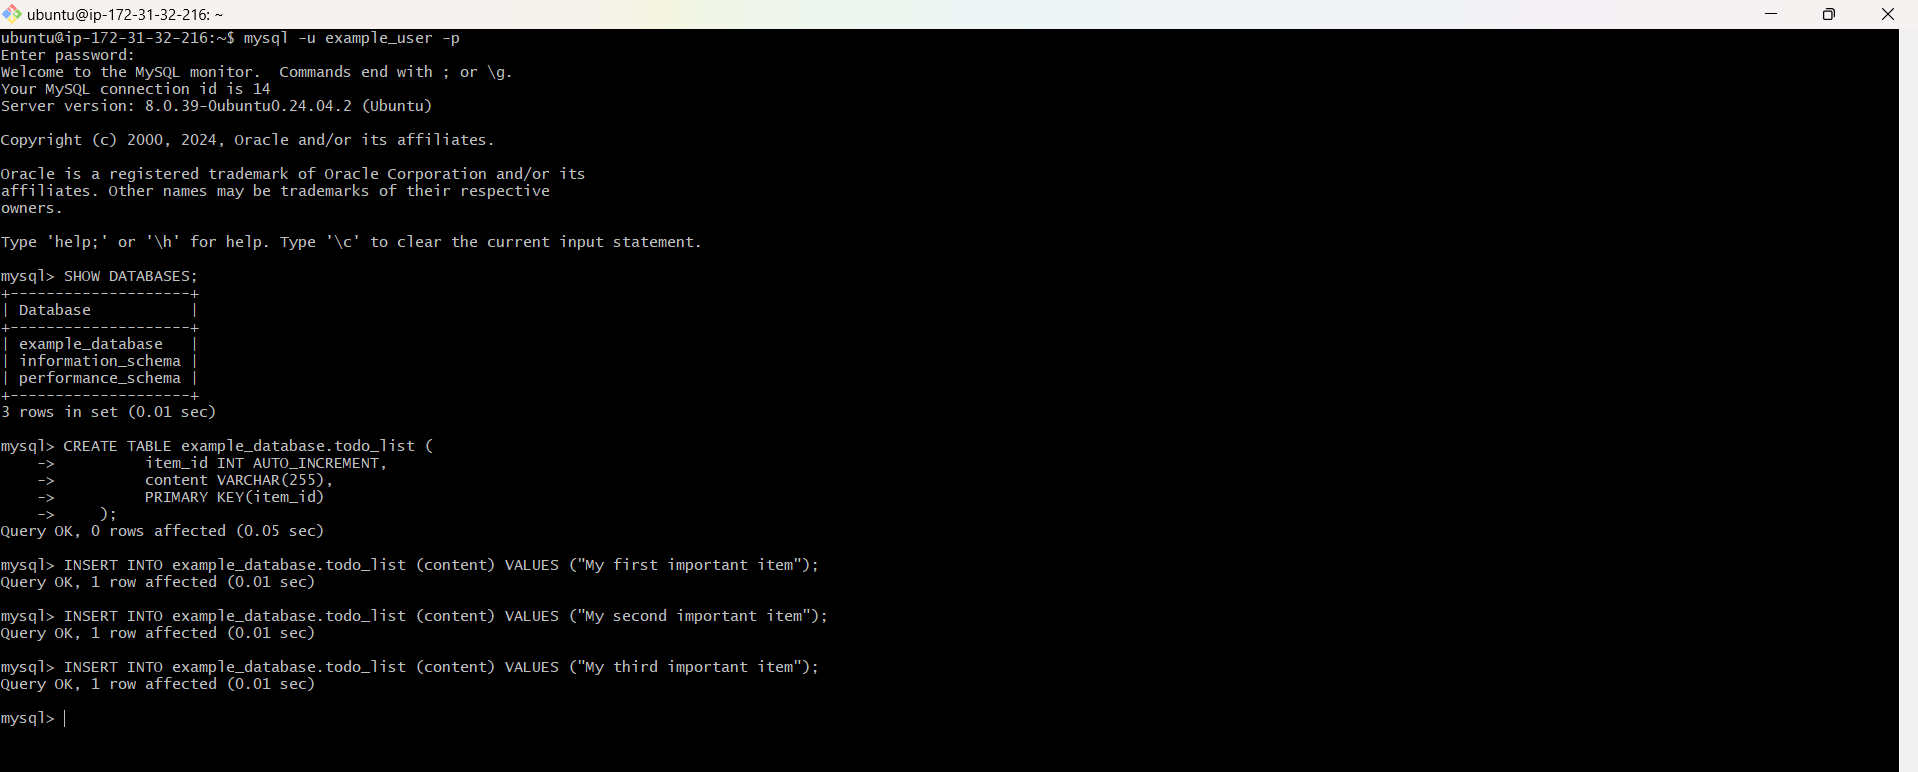 ubuntu@ip-172-31-32-216: ~
ubuntu@ip-172-31-32-216:~$ mysql -u example_user -p
Enter password:
Welcome to the MySQL monitor.  Commands end with ; or \g.
Your MySQL connection id is 14
Server version: 8.0.39-0ubuntu0.24.04.2 (Ubuntu)

Copyright (c) 2000, 2024, Oracle and/or its affiliates.

Oracle is a registered trademark of Oracle Corporation and/or its
affiliates. Other names may be trademarks of their respective
owners.

Type 'help;' or '\h' for help. Type '\c' to clear the current input statement.

mysql> SHOW DATABASES;
+--------------------+
| Database           |
+--------------------+
| example_database   |
| information_schema |
| performance_schema |
+--------------------+
3 rows in set (0.01 sec)

mysql> CREATE TABLE example_database.todo_list (
    ->          item_id INT AUTO_INCREMENT,
    ->          content VARCHAR(255),
    ->          PRIMARY KEY(item_id)
    ->     );
Query OK, 0 rows affected (0.05 sec)

mysql> INSERT INTO example_database.todo_list (content) VALUES ("My first important item");
Query OK, 1 row affected (0.01 sec)

mysql> INSERT INTO example_database.todo_list (content) VALUES ("My second important item");
Query OK, 1 row affected (0.01 sec)

mysql> INSERT INTO example_database.todo_list (content) VALUES ("My third important item");
Query OK, 1 row affected (0.01 sec)

mysql>